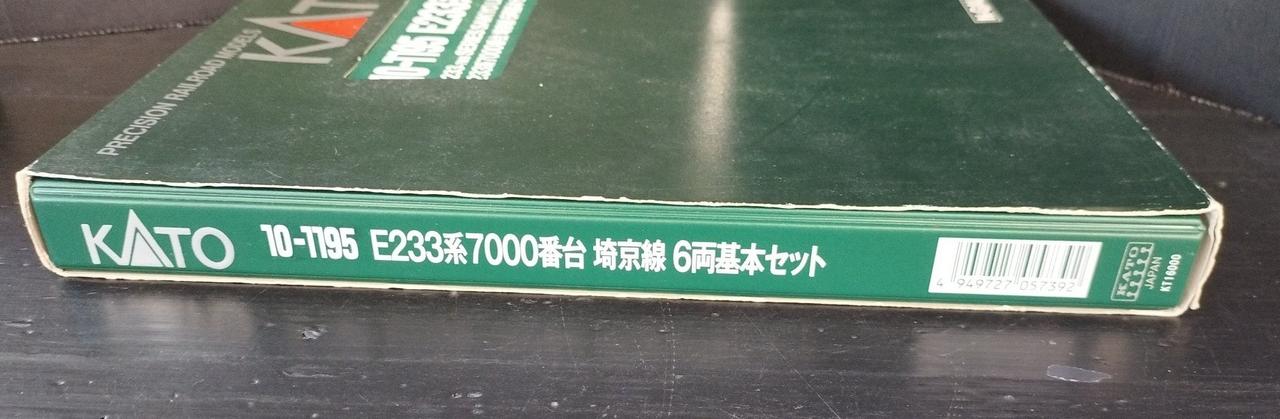 PRECISION RAILROAD MODELS
KATO
10-1195 E233
KATO 10-1195 E233系7000番台 埼京線 6両基本セット
4 949727 057392
KATO
JAPAN
KT16000